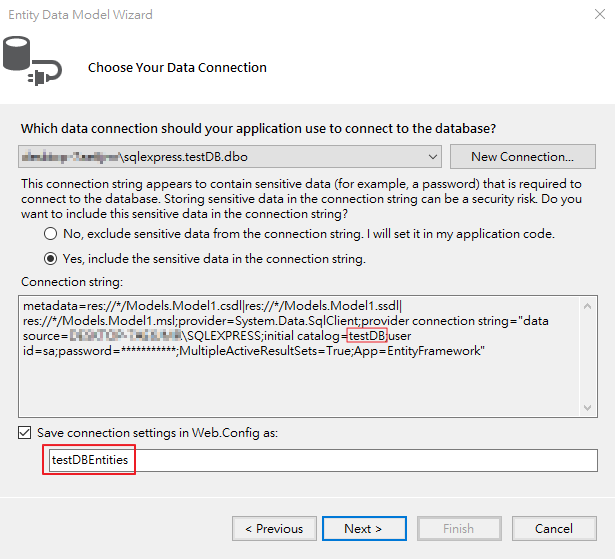 Entity Data Model Wizard
Choose Your Data Connection
Which data connection should your application use to connect to the database?
\sqlexpress.testDB.dbo
New Connection...
This connection string appears to contain sensitive data (for example, a password) that is required to
connect to the database. Storing sensitive data in the connection string can be a security risk. Do you
want to include this sensitive data in the connection string?
No, exclude sensitive data from the connection string. I will set it in my application code.
Yes, include the sensitive data in the connection string.
Connection string:
metadata=res://*/Models.Model1.csdl|res://*/Models.Model1.ssdl|
res://*/Models.Model1.msl;provider=System.Data.SqlClient;provider connection string="data
source=\SQLEXPRESS;initial catalog=testDB;user
id=sa;password=***********;MultipleActiveResultSets=True;App=EntityFramework"
Save connection settings in Web.Config as:
testDBEntities
< Previous
Next >
Finish
Cancel